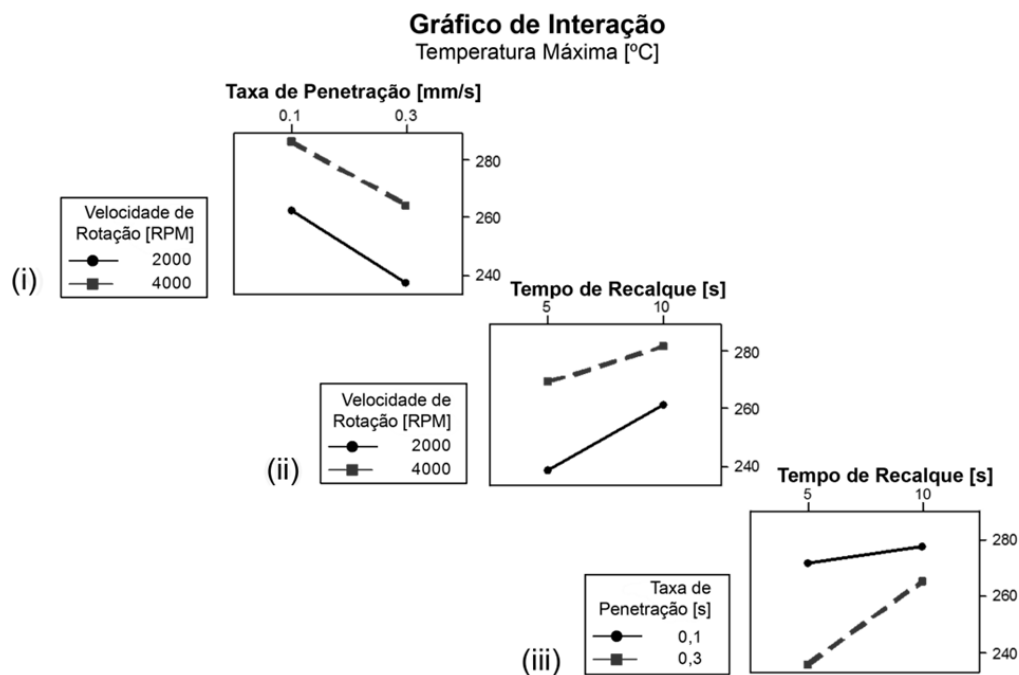 Gráfico de Interação
Temperatura Máxima [ºC]
Taxa de Penetração [mm/s]
0.1 0.3
280
260
240
Velocidade de
Rotação [RPM]
2000
4000
(i)
Tempo de Recalque [s]
5 10
280
260
240
Velocidade de
Rotação [RPM]
2000
4000
(ii)
Tempo de Recalque [s]
5 10
280
260
240
Taxa de
Penetração [s]
0,1
0,3
(iii)